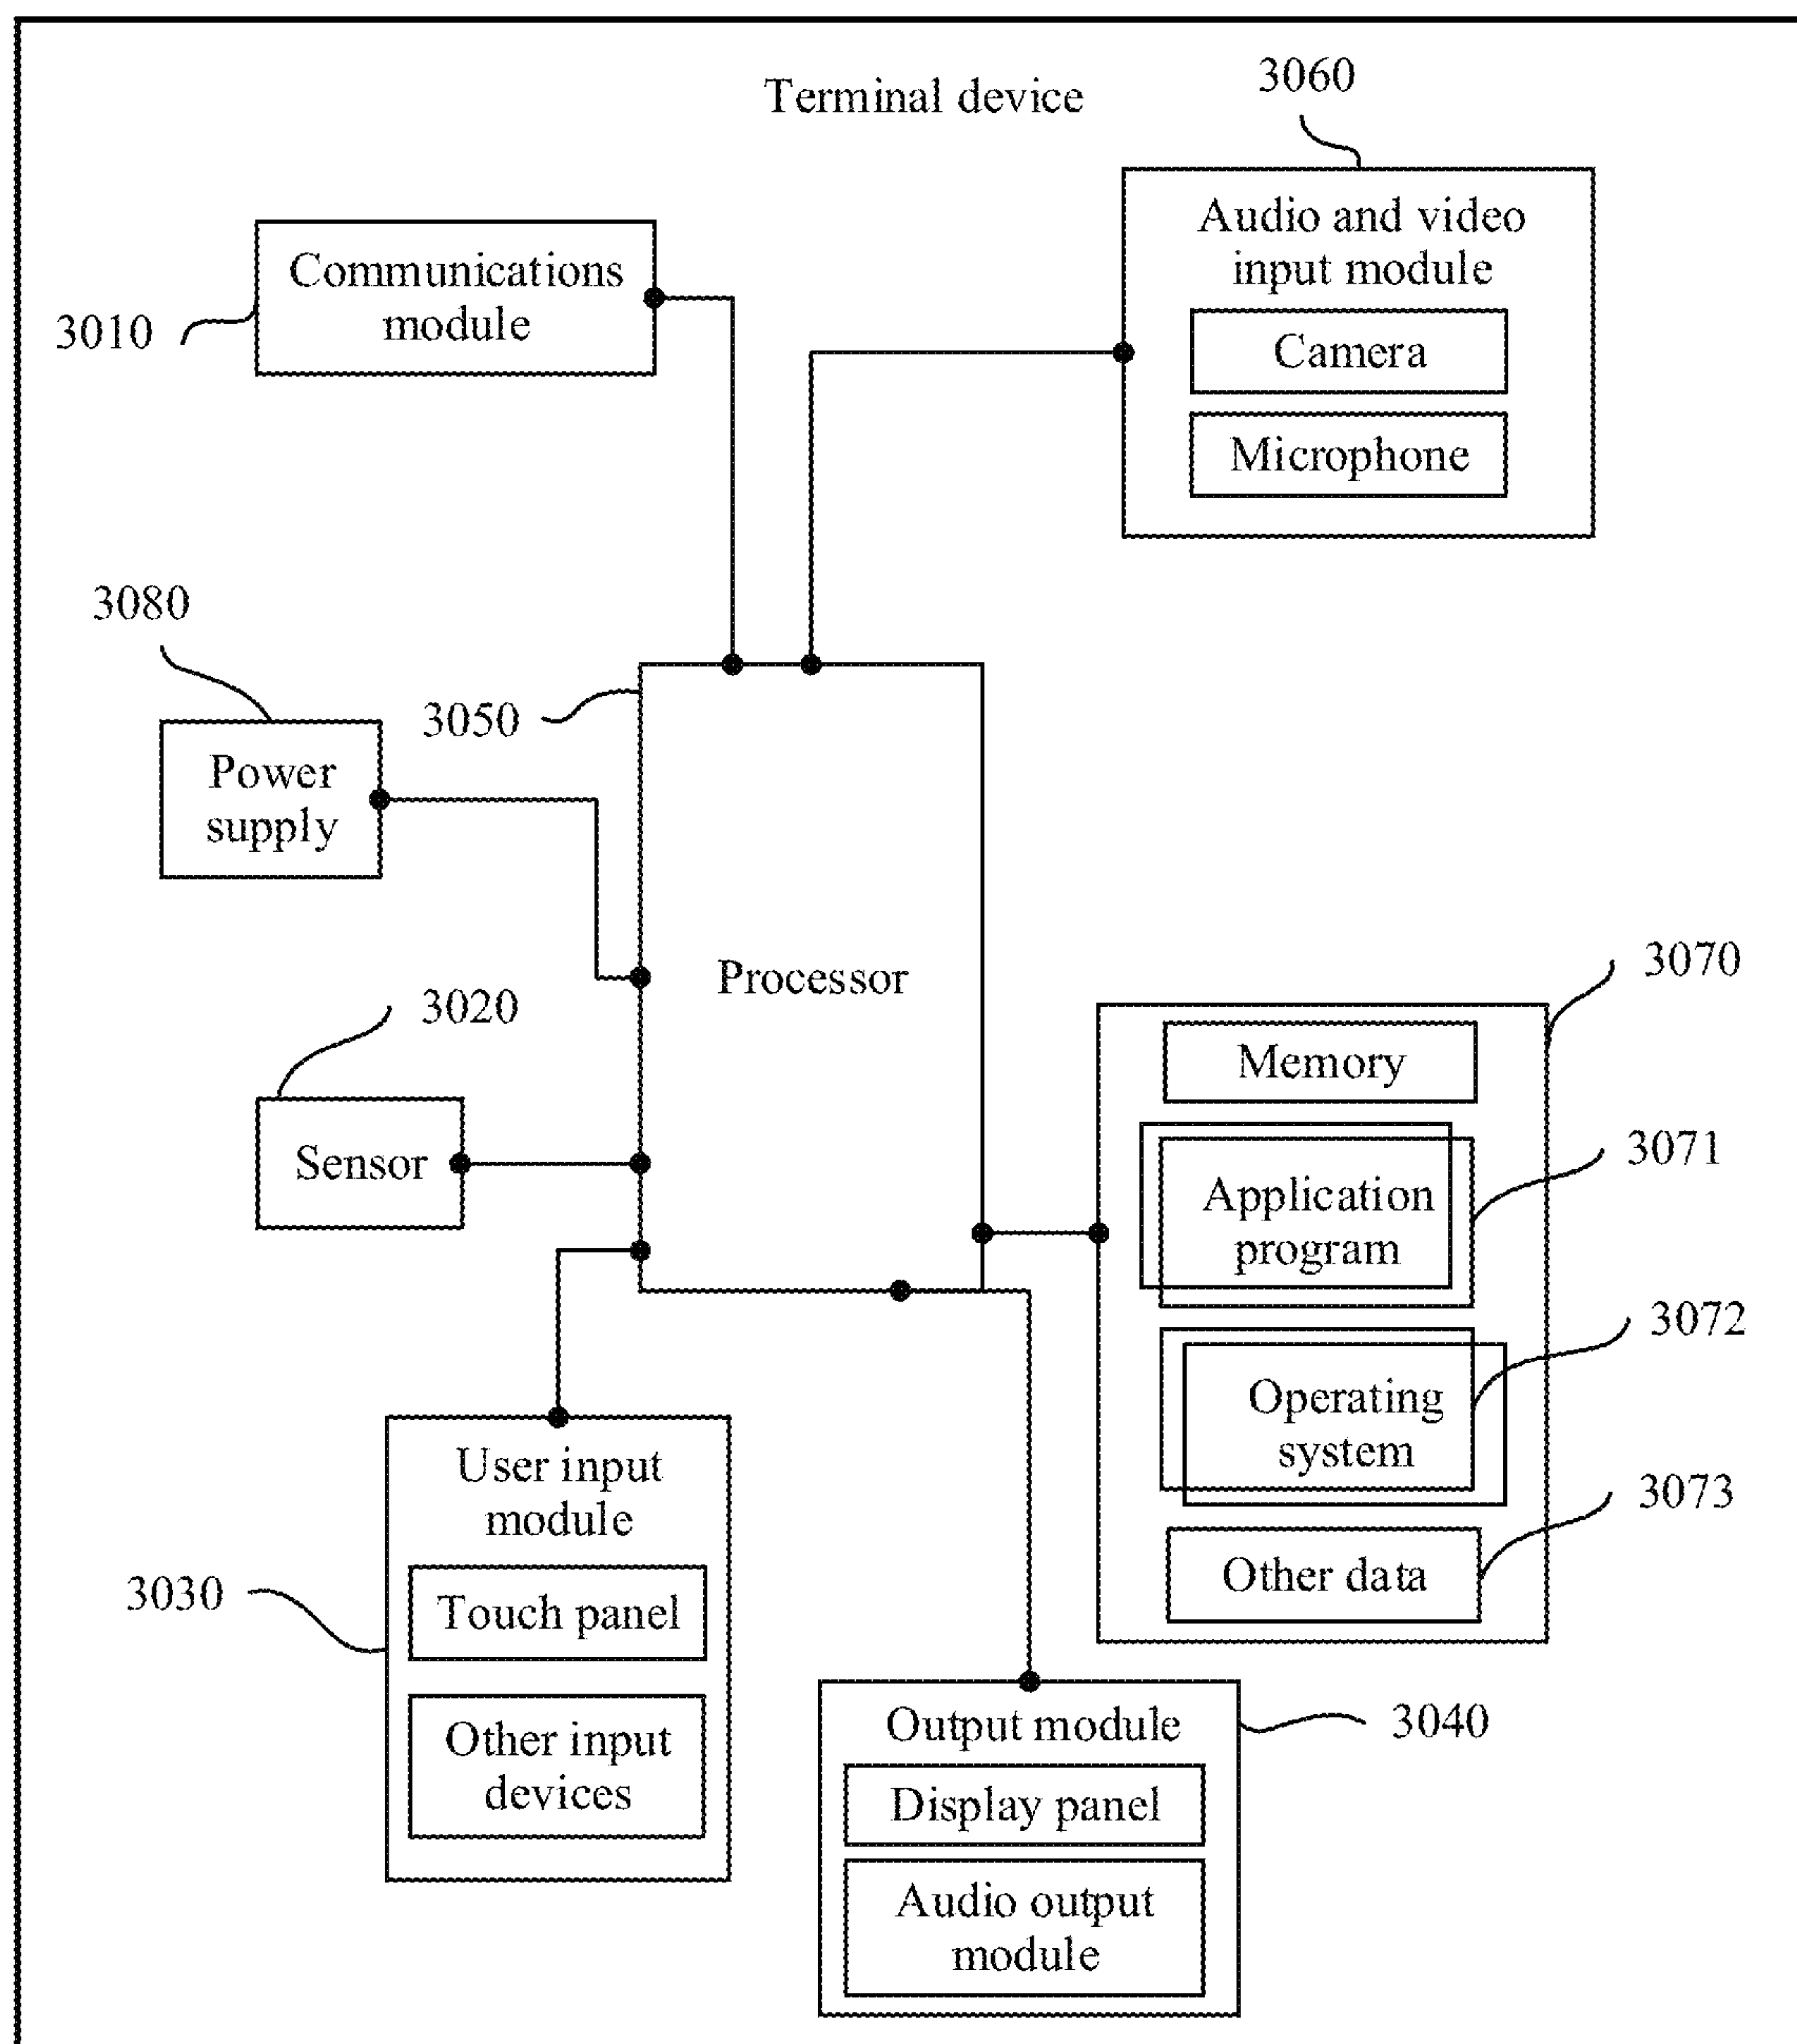 Terminal device
3060
Audio and video
input module
Camera
Microphone
Communications
module
3010
3080
Power
supply
3050
Processor
3020
Sensor
3070
Memory
3071
Application
program
3072
Operating
system
3073
Other data
User input
module
3030
Touch panel
Other input
devices
Output module
3040
Display panel
Audio output
module